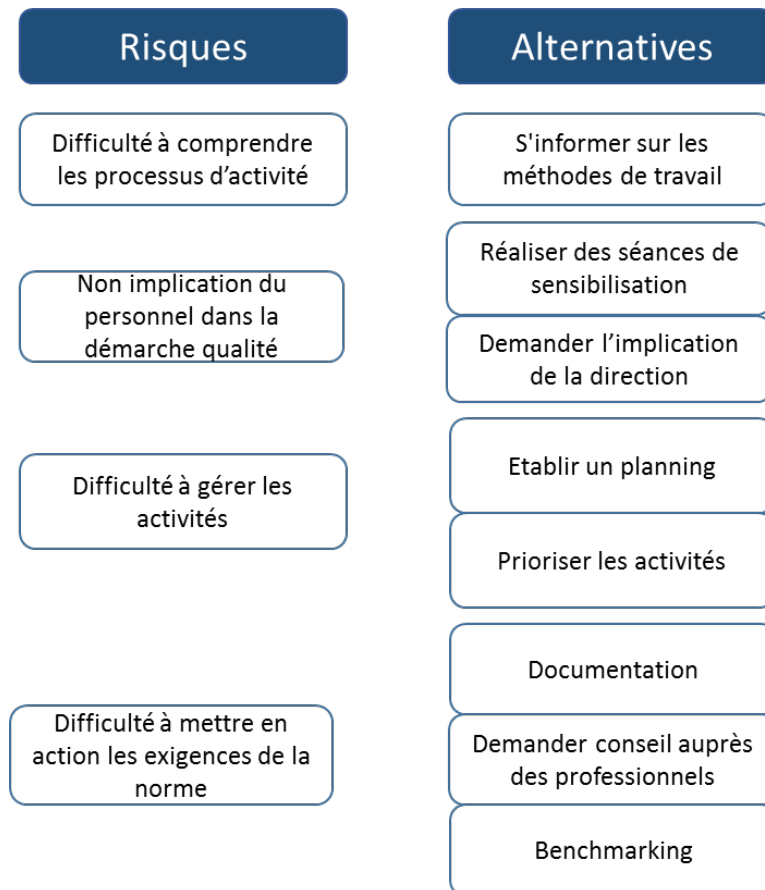 Risques
Alternatives
Difficulté à comprendre
les processus d’activité
S'informer sur les
méthodes de travail
Non implication du
personnel dans la
démarche qualité
Réaliser des séances de
sensibilisation
Demander l’implication
de la direction
Difficulté à gérer les
activités
Etablir un planning
Prioriser les activités
Difficulté à mettre en
action les exigences de la
norme
Documentation
Demander conseil auprès
des professionnels
Benchmarking